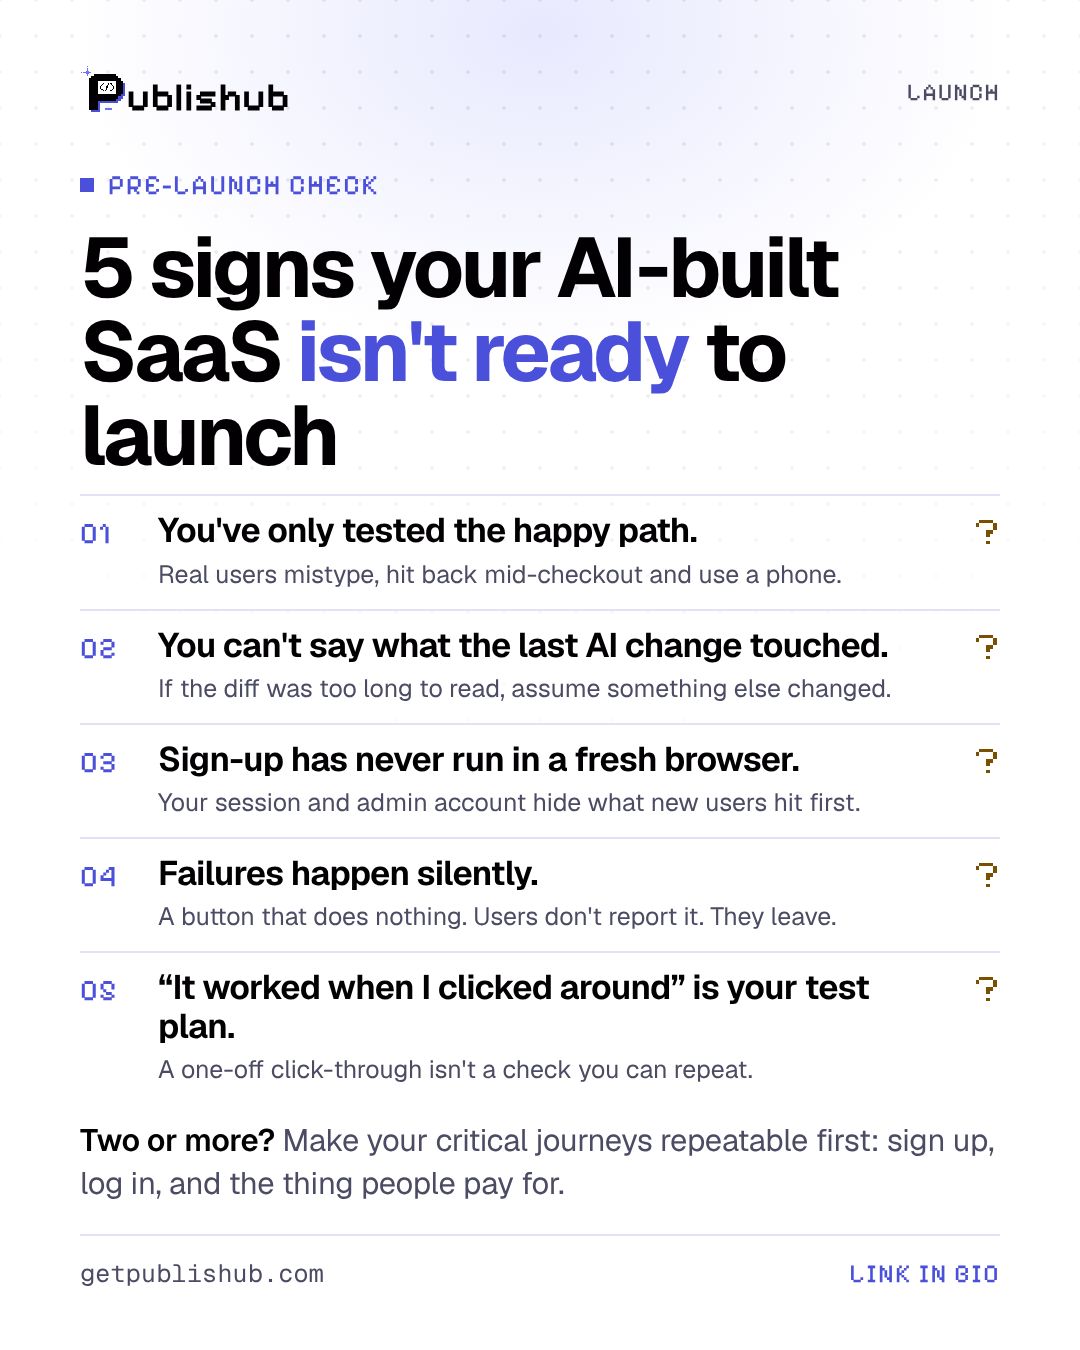 Publishub
LAUNCH
PRE-LAUNCH CHECK
5 signs your AI-built
SaaS isn't ready to
launch
01 You've only tested the happy path. ?
Real users mistype, hit back mid-checkout and use a phone.
02 You can't say what the last AI change touched. ?
If the diff was too long to read, assume something else changed.
03 Sign-up has never run in a fresh browser. ?
Your session and admin account hide what new users hit first.
04 Failures happen silently. ?
A button that does nothing. Users don't report it. They leave.
05 “It worked when I clicked around” is your test ?
plan.
A one-off click-through isn't a check you can repeat.
Two or more? Make your critical journeys repeatable first: sign up,
log in, and the thing people pay for.
getpublishub.com
LINK IN BIO